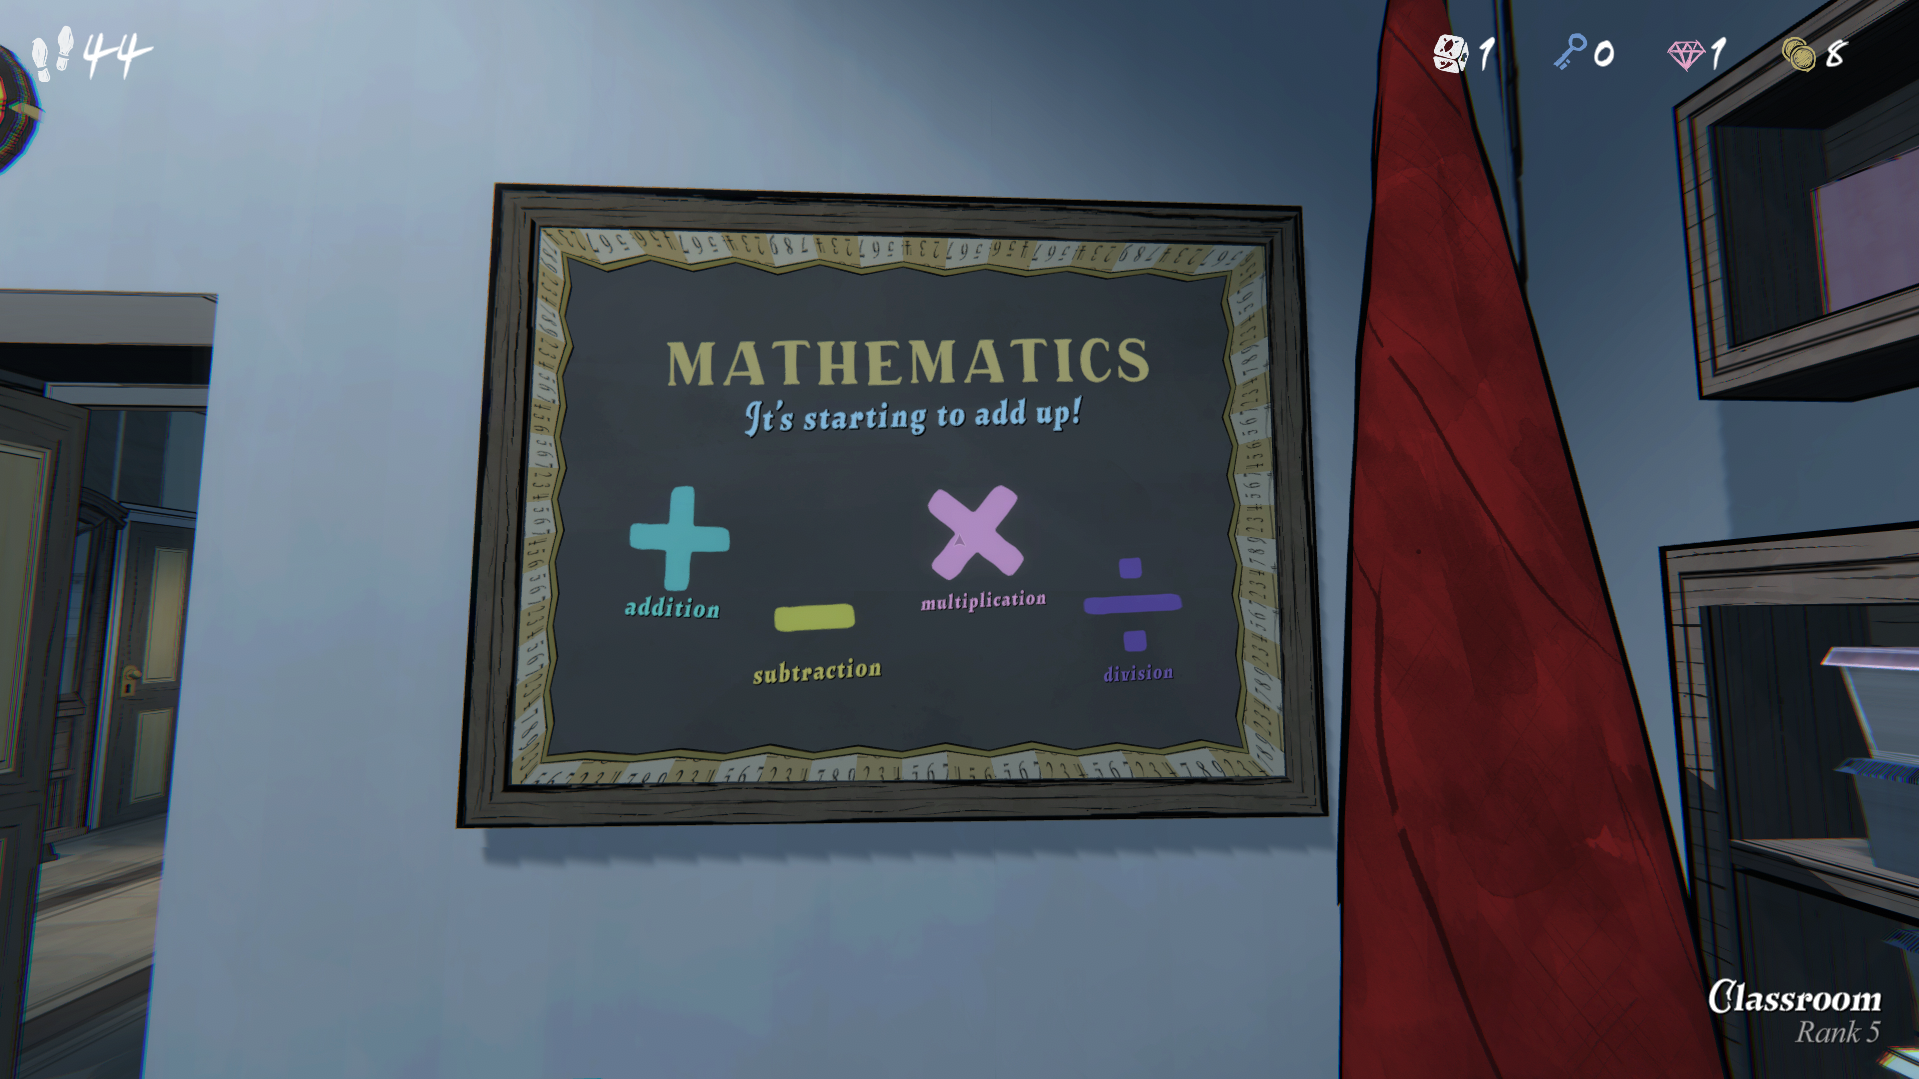 44
1
0
1
8
MATHEMATICS
It's starting to add up!
addition
multiplication
subtraction
division
Classroom
Rank 5